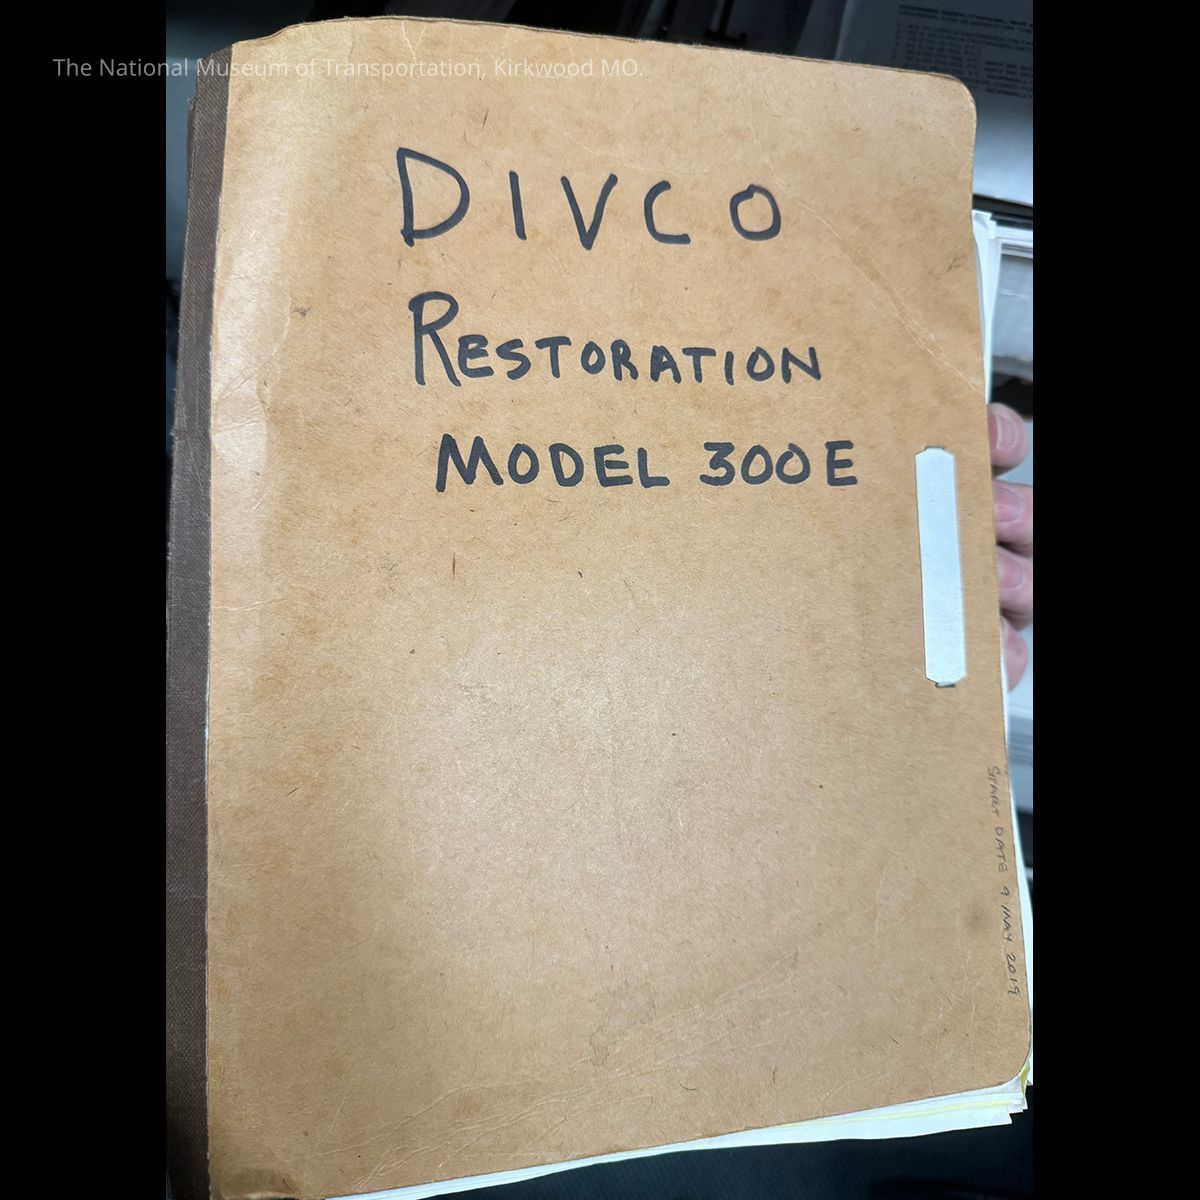 The National Museum of Transportation, Kirkwood MO.
DIVCO
RESTORATION
MODEL 300E
START DATE 9 MAY 2019